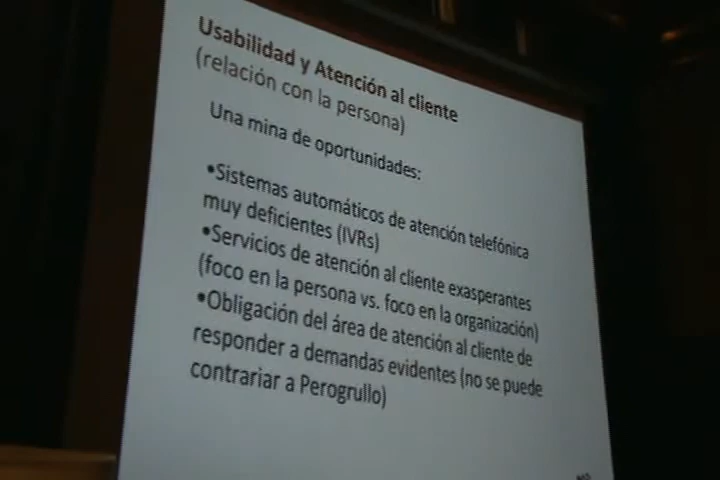 Usabilidad y Atención al cliente
(relación con la persona)
Una mina de oportunidades:
•Sistemas automáticos de atención telefónica
muy deficientes (IVRs)
•Servicios de atención al cliente exasperantes
(foco en la persona vs. foco en la organización)
•Obligación del área de atención al cliente de
responder a demandas evidentes (no se puede
contrariar a Perogrullo)